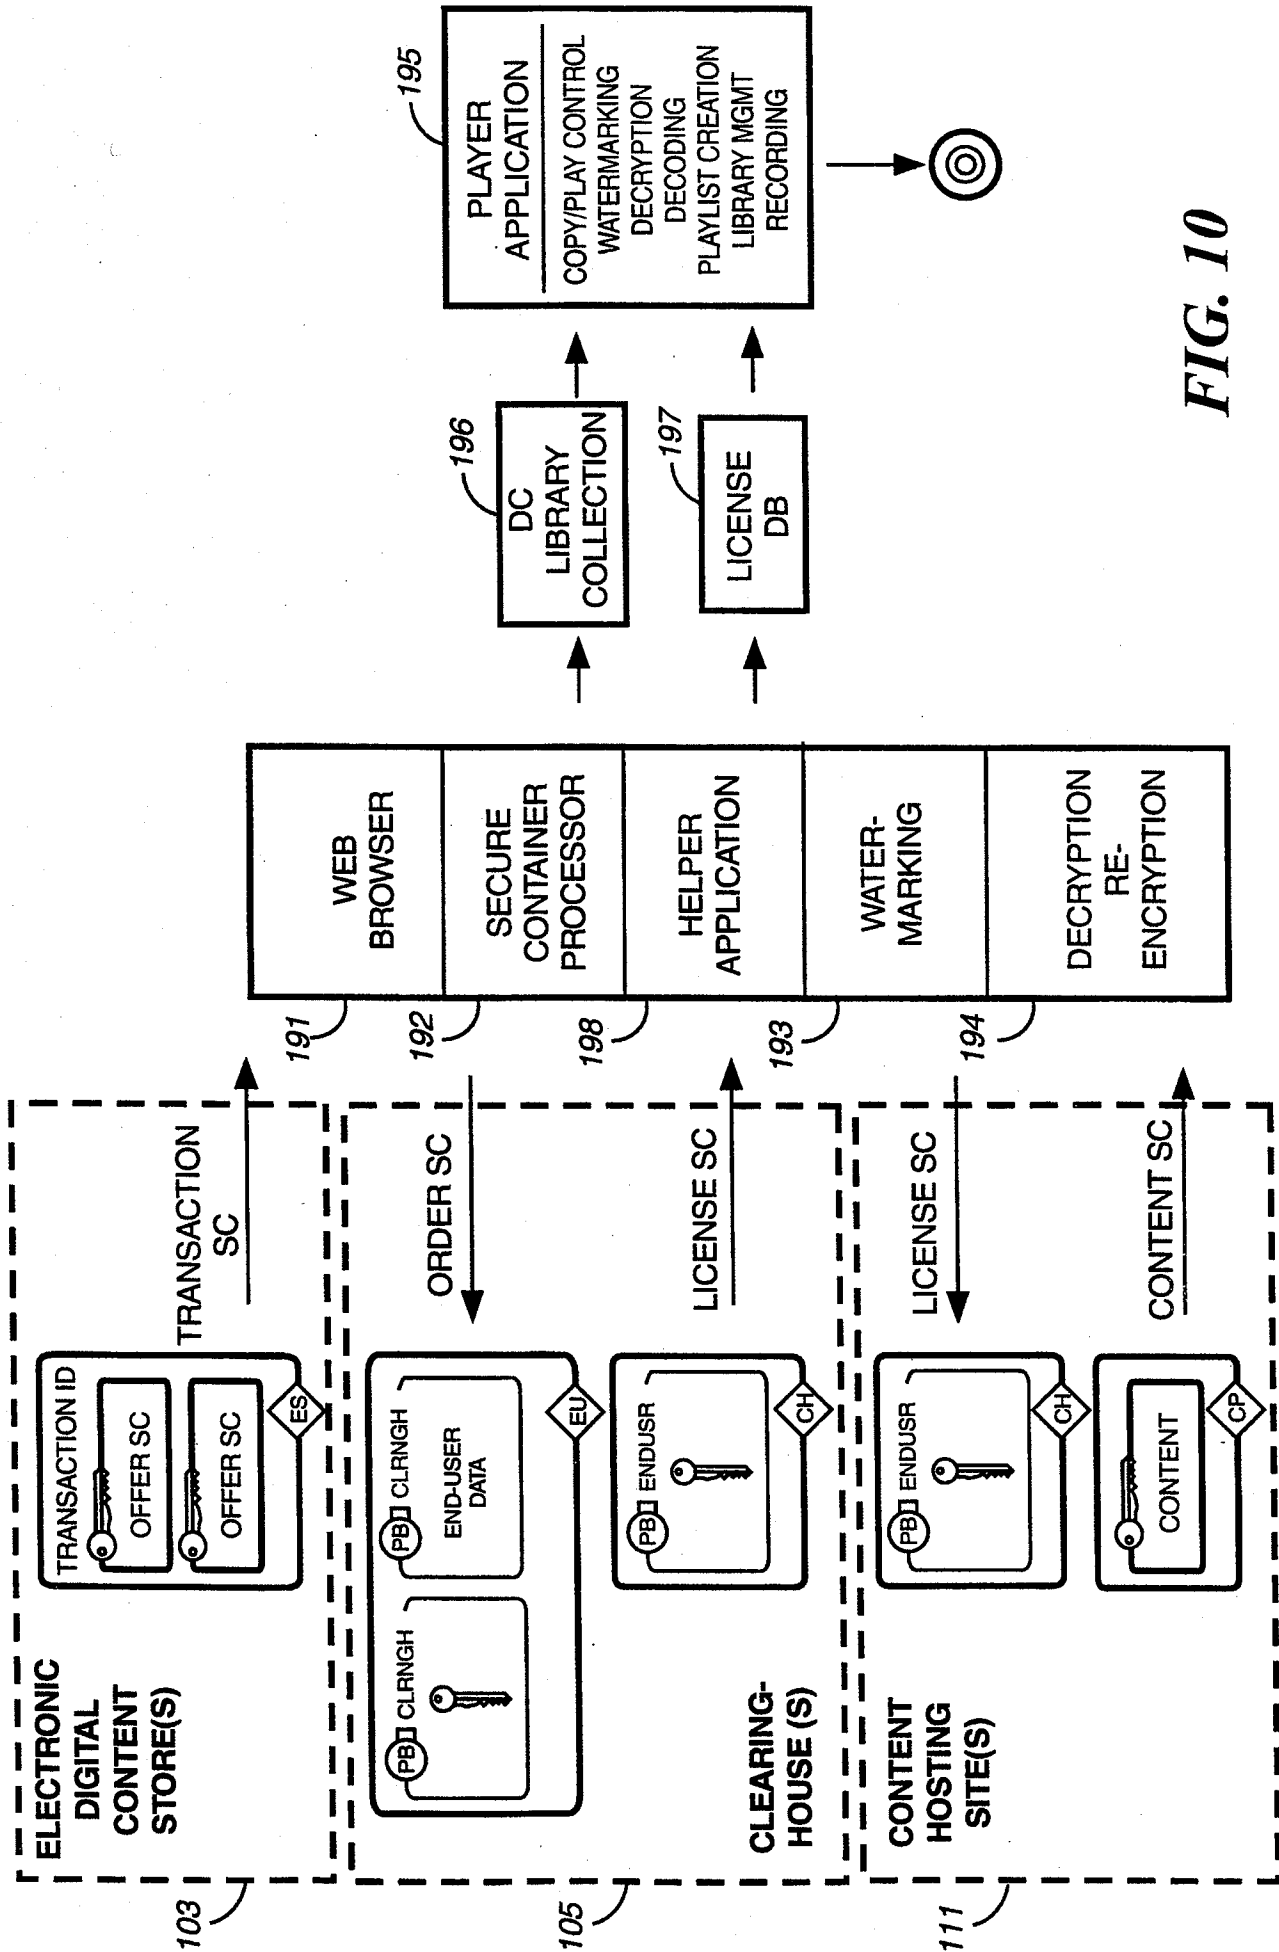 ELECTRONIC
DIGITAL
CONTENT
STORE(S)
103
TRANSACTION ID
OFFER SC
OFFER SC
ES
TRANSACTION
SC
CLEARING-
HOUSE (S)
105
PB
CLRNGH
PB
CLRNGH
END-USER
DATA
EU
ORDER SC
PB
ENDUSR
CH
LICENSE SC
CONTENT
HOSTING
SITE(S)
111
PB
ENDUSR
CH
LICENSE SC
CONTENT
CP
CONTENT SC
191
WEB
BROWSER
192
SECURE
CONTAINER
PROCESSOR
198
HELPER
APPLICATION
193
WATER-
MARKING
194
DECRYPTION
RE-
ENCRYPTION
196
DC
LIBRARY
COLLECTION
197
LICENSE
DB
195
PLAYER
APPLICATION
COPY/PLAY CONTROL
WATERMARKING
DECRYPTION
DECODING
PLAYLIST CREATION
LIBRARY MGMT
RECORDING
FIG. 10